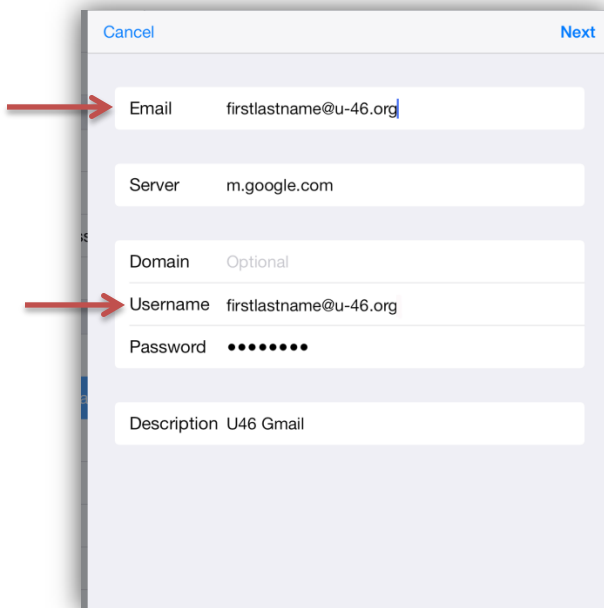 Cancel Next
Email firstlastname@u-46.org
Server m.google.com
Domain Optional
Username firstlastname@u-46.org
Password ●●●●●●●●
Description U46 Gmail